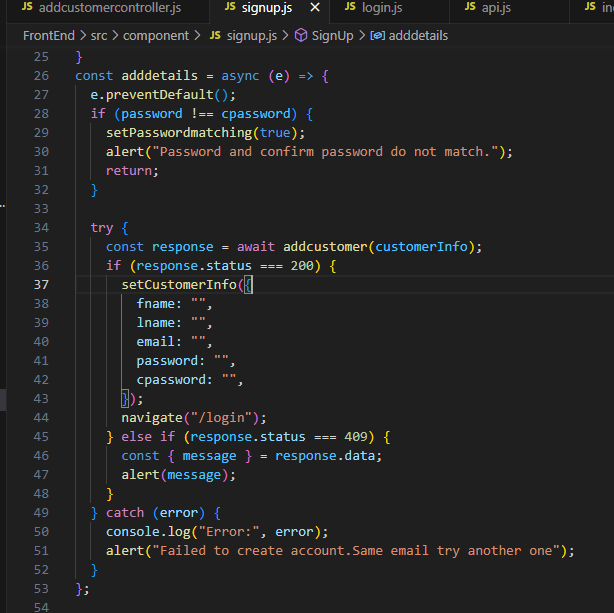 JS addcustomercontroller.js JS signup.js × JS login.js JS api.js JS in
FrontEnd > src > component > JS signup.js > SignUp > adddetails
25 }
26 const adddetails = async (e) => {
27 e.preventDefault();
28 if (password !== cpassword) {
29 setPasswordmatching(true);
30 alert("Password and confirm password do not match.");
31 return;
32 }
33
34 try {
35 const response = await addcustomer(customerInfo);
36 if (response.status === 200) {
37 setCustomerInfo({
38 fname: "",
39 lname: "",
40 email: "",
41 password: "",
42 cpassword: "",
43 });
44 navigate("/login");
45 } else if (response.status === 409) {
46 const { message } = response.data;
47 alert(message);
48 }
49 } catch (error) {
50 console.log("Error:", error);
51 alert("Failed to create account.Same email try another one");
52 }
53 };
54